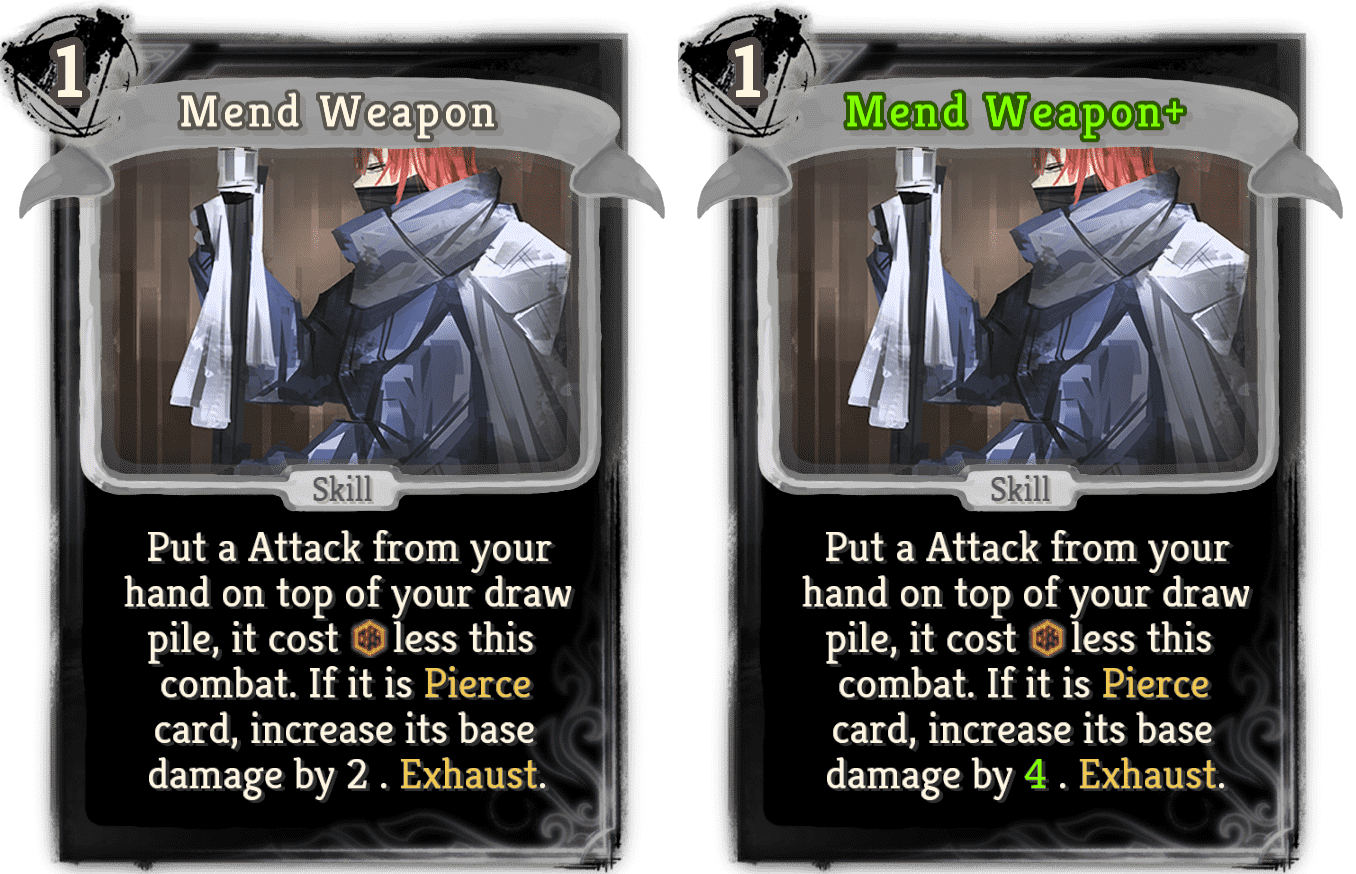 1
Mend Weapon
Skill
Put a Attack from your
hand on top of your draw
pile, it cost less this
combat. If it is Pierce
card, increase its base
damage by 2 . Exhaust.
1
Mend Weapon+
Skill
Put a Attack from your
hand on top of your draw
pile, it cost less this
combat. If it is Pierce
card, increase its base
damage by 4 . Exhaust.